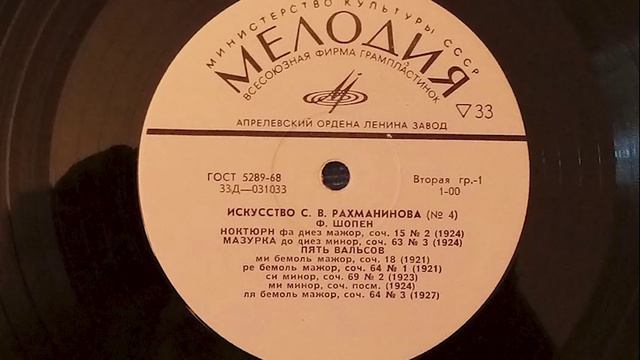 МИНИСТЕРСТВО КУЛЬТУРЫ СССР
МЕЛОДИЯ
ВСЕСОЮЗНАЯ ФИРМА ГРАМПЛАСТИНОК
▽33
АПРЕЛЕВСКИЙ ОРДЕНА ЛЕНИНА ЗАВОД
ГОСТ 5289-68
33Д—031033
Вторая гр.-1
1-00
ИСКУССТВО С. В. РАХМАНИНОВА (№ 4)
Ф. ШОПЕН
НОКТЮРН фа диез мажор, соч. 15 № 2 (1924)
МАЗУРКА до диез минор, соч. 63 № 3 (1924)
ПЯТЬ ВАЛЬСОВ
ми бемоль мажор, соч. 18 (1921)
ре бемоль мажор, соч. 64 № 1 (1921)
си минор, соч. 69 № 2 (1923)
ми минор, соч. посм. (1924)
ля бемоль мажор, соч. 64 № 3 (1927)